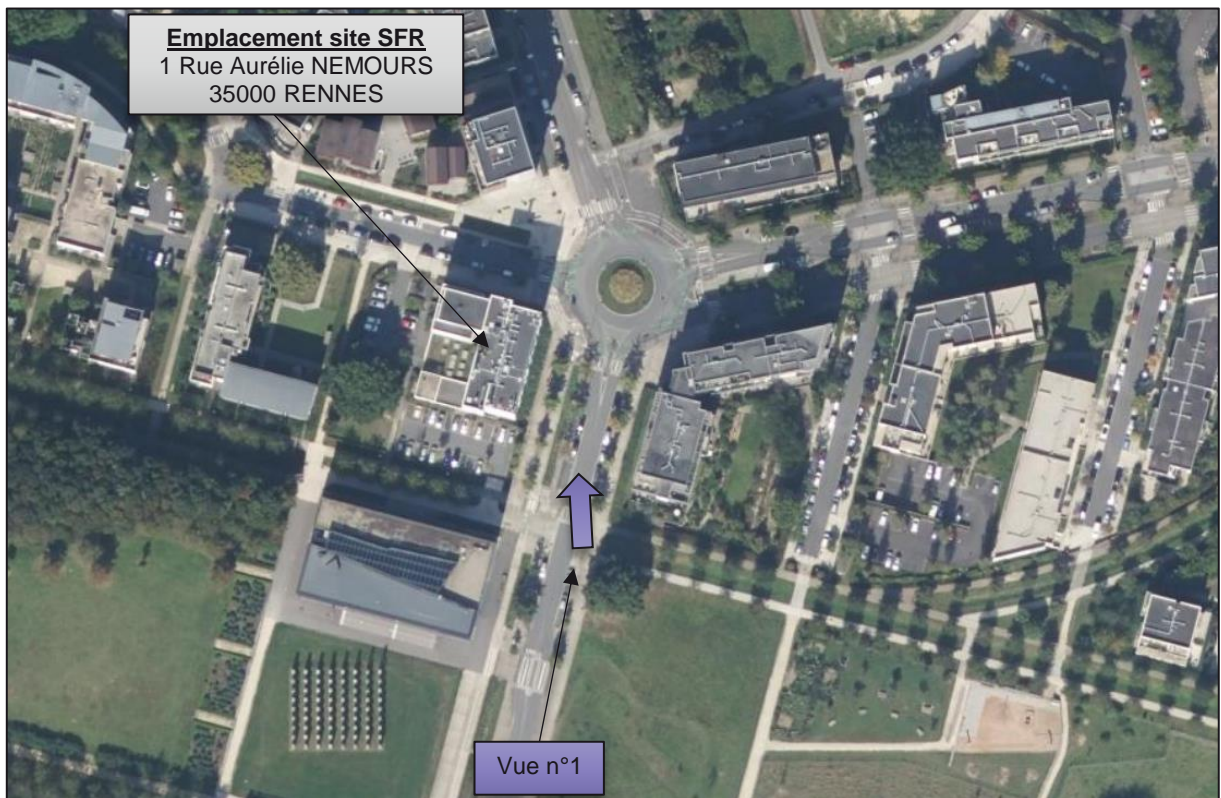 Emplacement site SFR
1 Rue Aurélie NEMOURS
35000 RENNES
Vue n°1